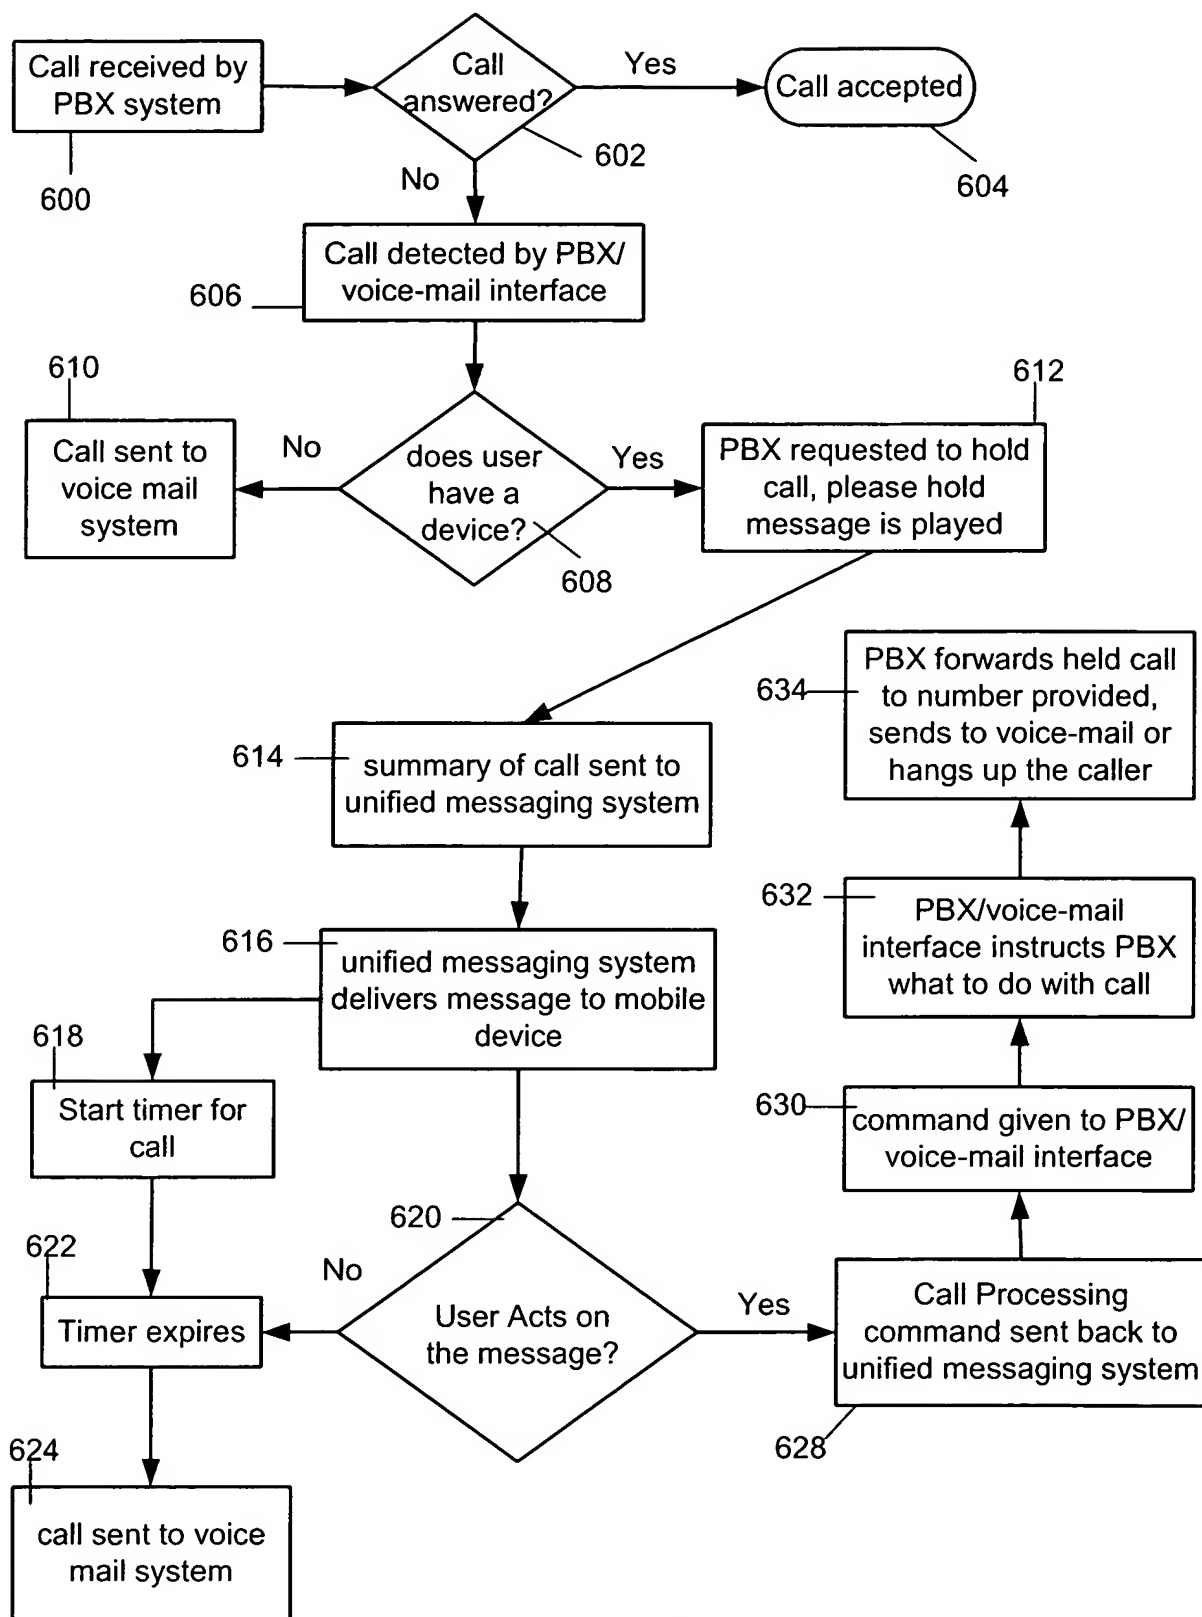 Call received by
PBX system
600
Call
answered?
602
Yes
Call accepted
604
No
Call detected by PBX/
voice-mail interface
606
610
Call sent to
voice mail
system
No
does user
have a
device?
608
Yes
612
PBX requested to hold
call, please hold
message is played
614
summary of call sent to
unified messaging system
616
unified messaging system
delivers message to mobile
device
618
Start timer for
call
620
User Acts on
the message?
No
622
Timer expires
624
call sent to voice
mail system
Yes
Call Processing
command sent back to
unified messaging system
628
630
command given to PBX/
voice-mail interface
632
PBX/voice-mail
interface instructs PBX
what to do with call
634
PBX forwards held call
to number provided,
sends to voice-mail or
hangs up the caller